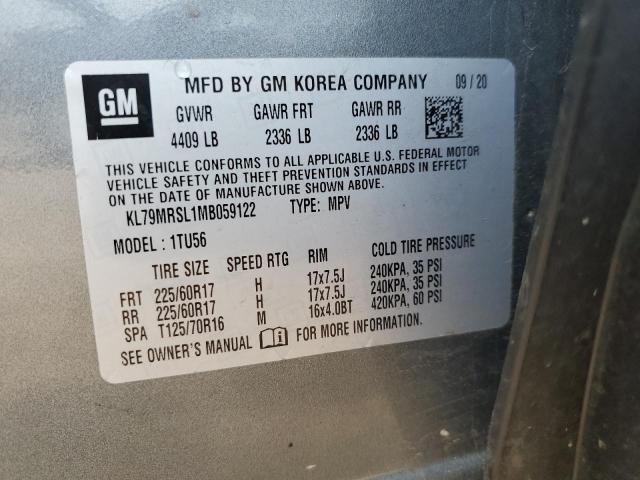 GM
MFD BY GM KOREA COMPANY 09 / 20
GVWR GAWR FRT GAWR RR
4409 LB 2336 LB 2336 LB
THIS VEHICLE CONFORMS TO ALL APPLICABLE U.S. FEDERAL MOTOR
VEHICLE SAFETY AND THEFT PREVENTION STANDARDS IN EFFECT
ON THE DATE OF MANUFACTURE SHOWN ABOVE.
KL79MRSL1MB059122 TYPE: MPV
MODEL : 1TU56
TIRE SIZE SPEED RTG RIM COLD TIRE PRESSURE
FRT 225/60R17 H 17x7.5J 240KPA, 35 PSI
RR 225/60R17 H 17x7.5J 240KPA, 35 PSI
SPA T125/70R16 M 16x4.0BT 420KPA, 60 PSI
SEE OWNER'S MANUAL FOR MORE INFORMATION.